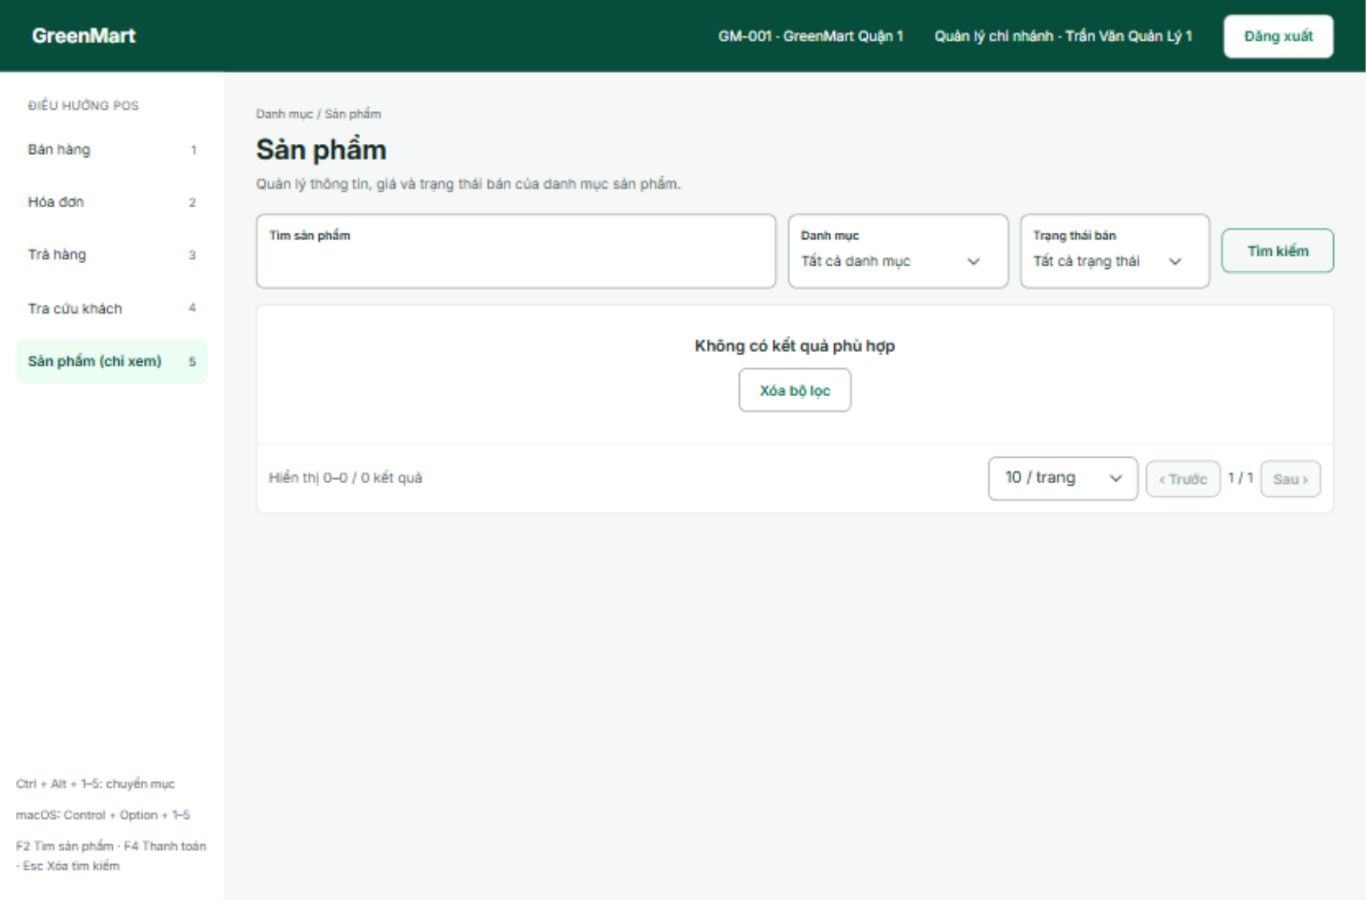 GreenMart
GM-001 · GreenMart Quận 1
Quản lý chi nhánh · Trần Văn Quản Lý 1
Đăng xuất
ĐIỀU HƯỚNG POS
Bán hàng 1
Hóa đơn 2
Trả hàng 3
Tra cứu khách 4
Sản phẩm (chỉ xem) 5
Ctrl + Alt + 1–5: chuyển mục
macOS: Control + Option + 1–5
F2 Tìm sản phẩm · F4 Thanh toán
· Esc Xóa tìm kiếm
Danh mục / Sản phẩm
Sản phẩm
Quản lý thông tin, giá và trạng thái bán của danh mục sản phẩm.
Tìm sản phẩm
Danh mục
Tất cả danh mục
Trạng thái bán
Tất cả trạng thái
Tìm kiếm
Không có kết quả phù hợp
Xóa bộ lọc
Hiển thị 0–0 / 0 kết quả
10 / trang
‹ Trước
1 / 1
Sau ›